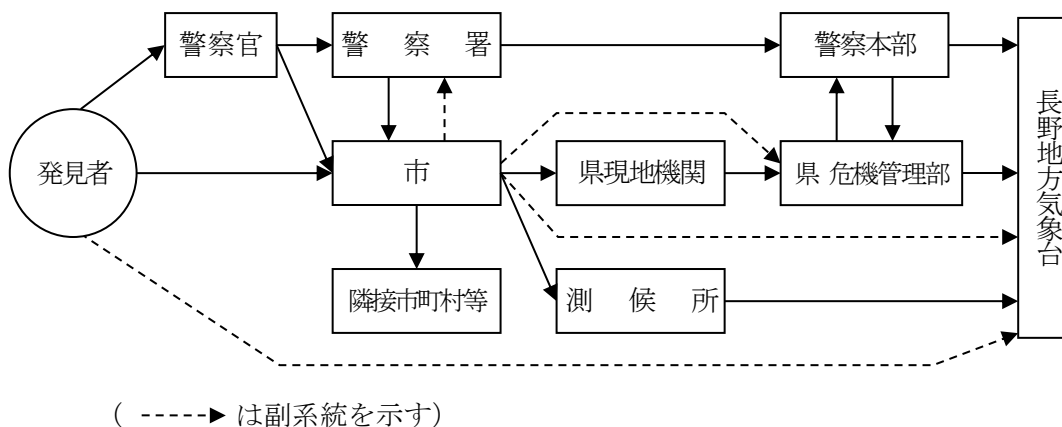 警察官
警察署
警察本部
発見者
市
県現地機関
県 危機管理部
長野地方気象台
隣接市町村等
測候所
( は副系統を示す)